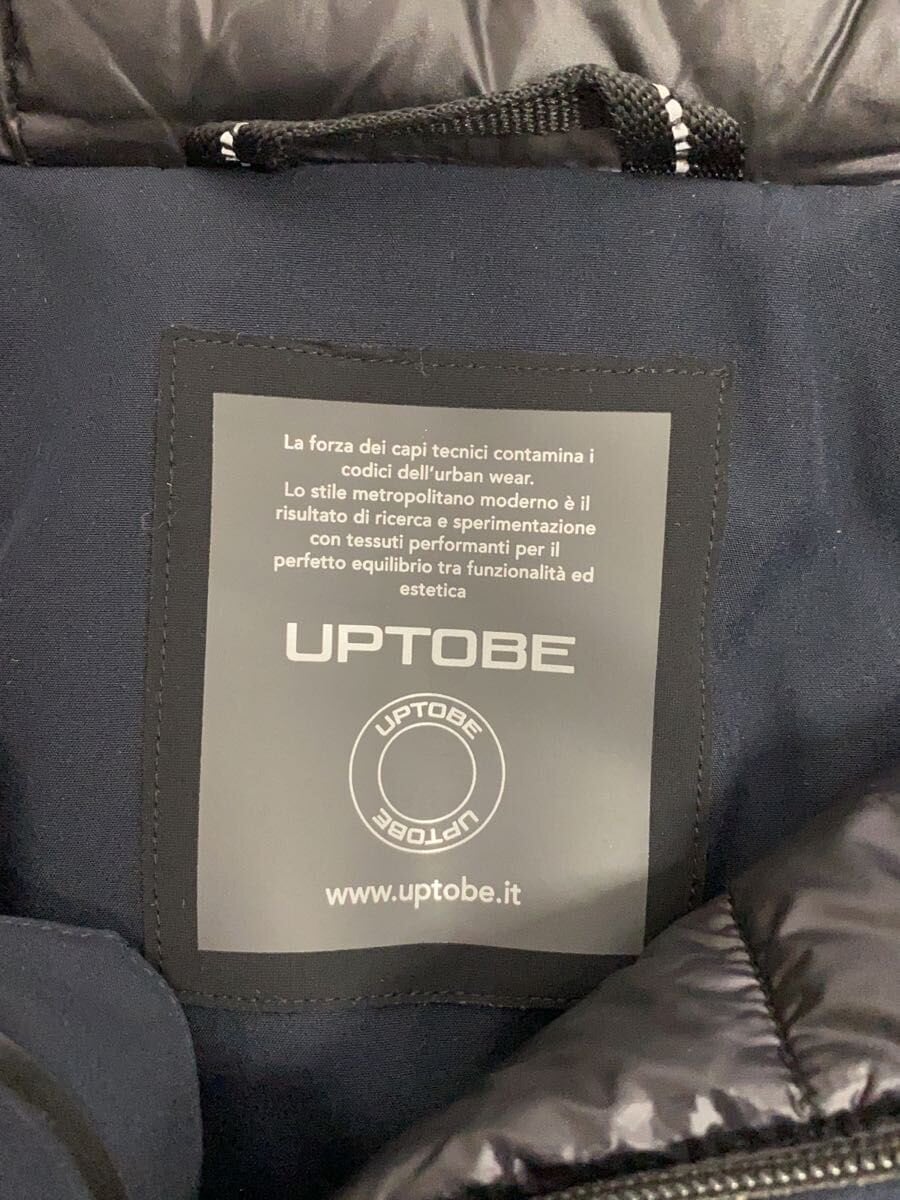 La forza dei capi tecnici contamina i
codici dell'urban wear.
Lo stile metropolitano moderno è il
risultato di ricerca e sperimentazione
con tessuti performanti per il
perfetto equilibrio tra funzionalità ed
estetica
UPTOBE
UPTOBE
UPTOBE
www.uptobe.it